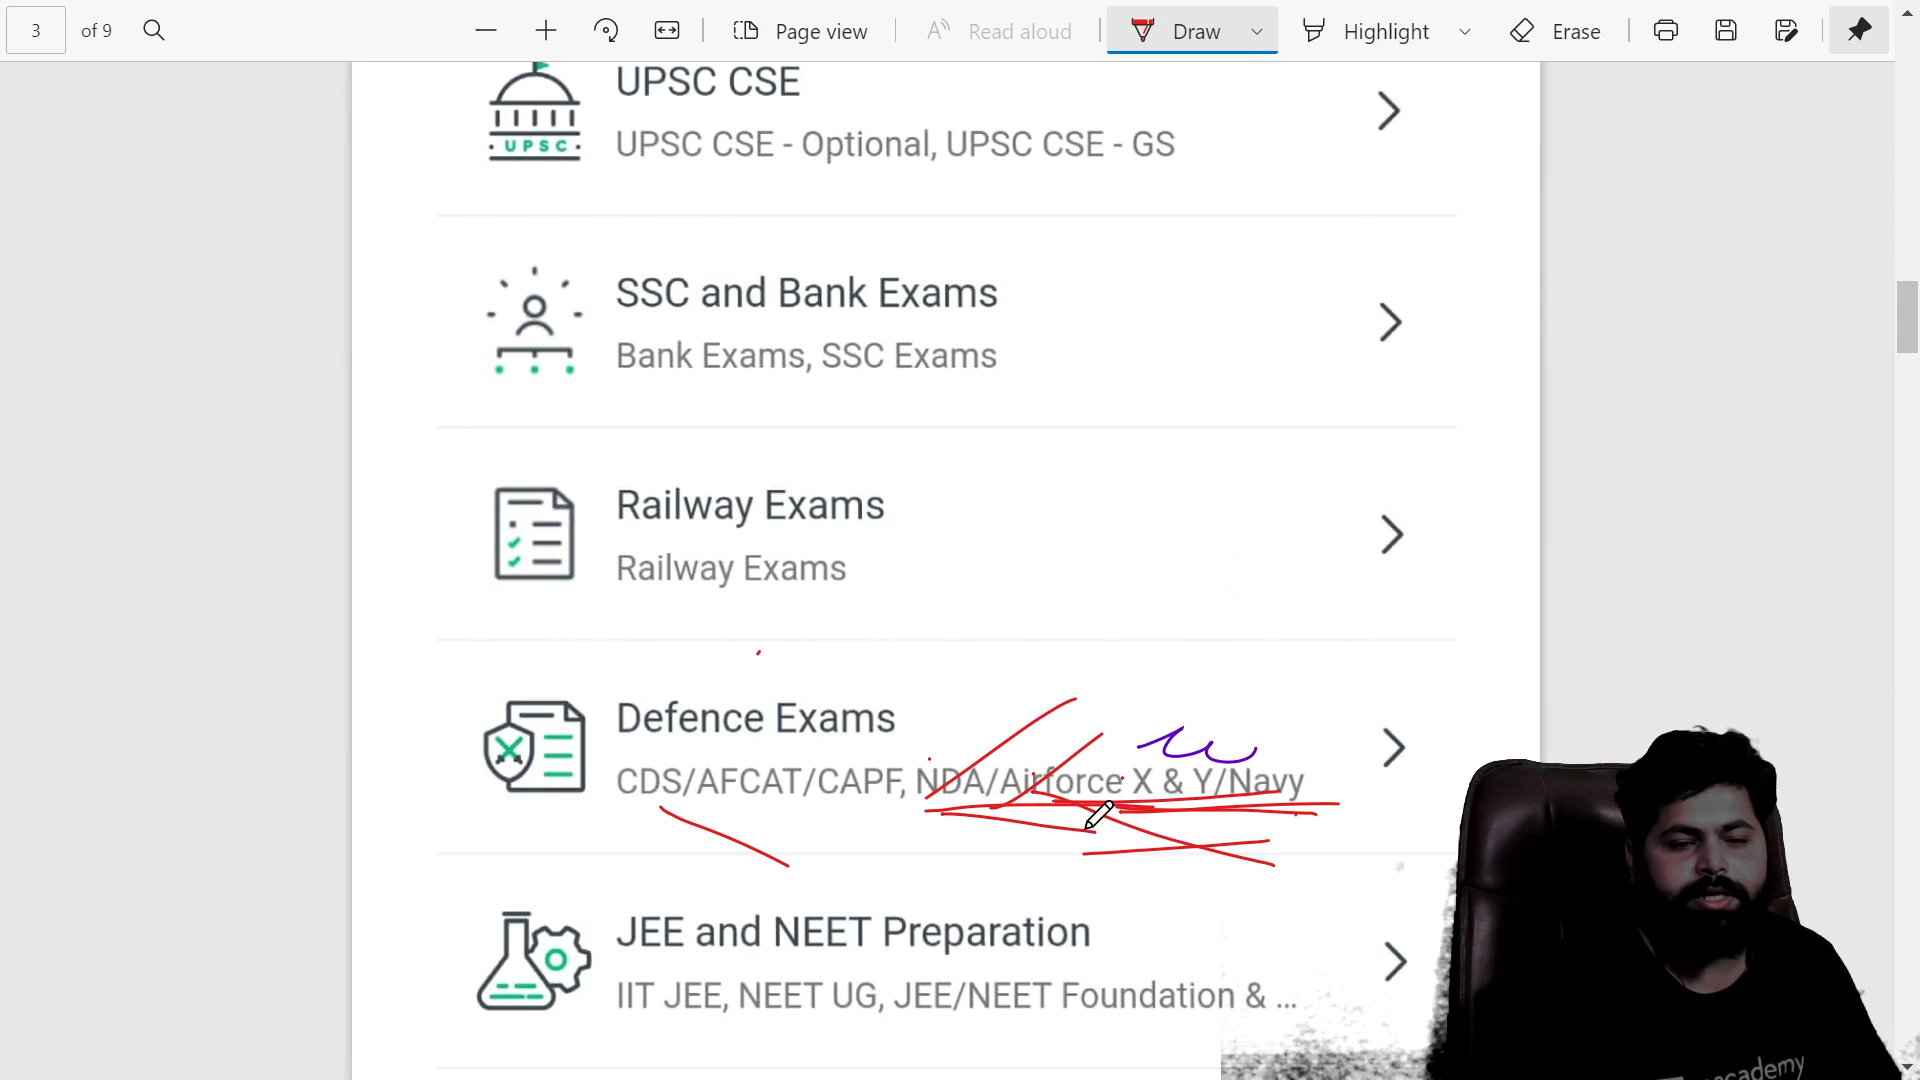 3 of 9 Page view Read aloud Draw Highlight Erase
UPSC CSE
UPSC CSE - Optional, UPSC CSE - GS
UPSC
SSC and Bank Exams
Bank Exams, SSC Exams
Railway Exams
Railway Exams
Defence Exams
CDS/AFCAT/CAPF, NDA/Airforce X & Y/Navy
JEE and NEET Preparation
IIT JEE, NEET UG, JEE/NEET Foundation & ...